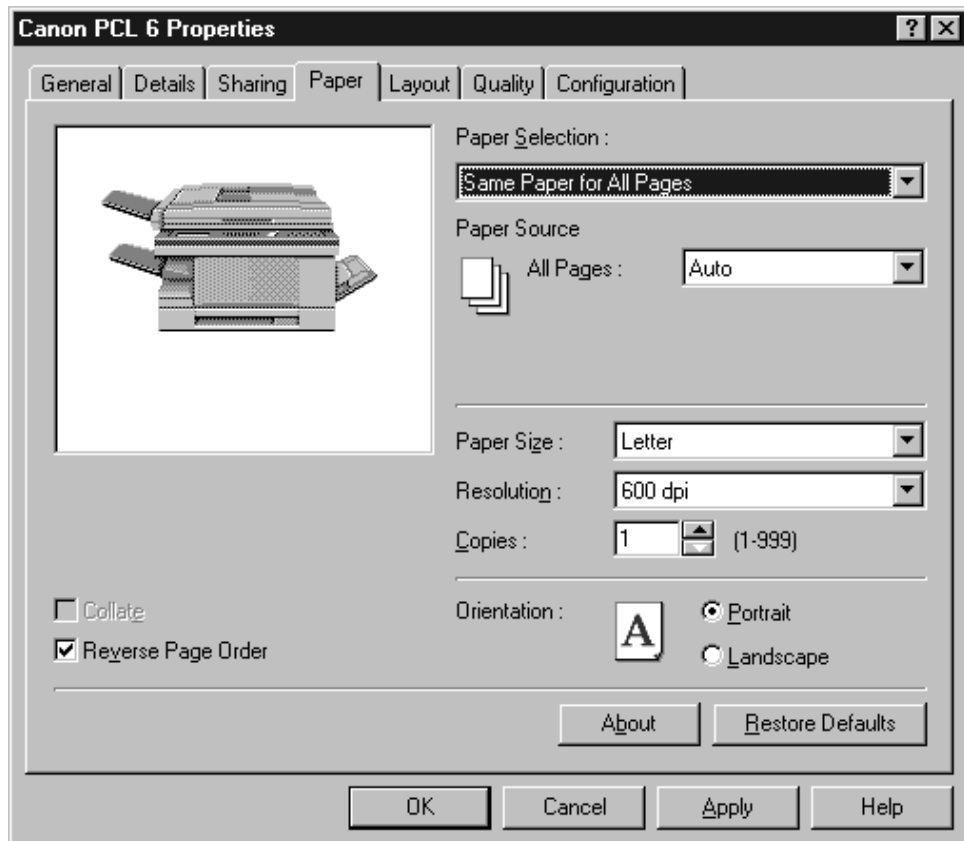 Canon PCL 6 Properties
General Details Sharing Paper Layout Quality Configuration
Paper Selection :
Same Paper for All Pages
Paper Source
All Pages : Auto
Paper Size : Letter
Resolution : 600 dpi
Copies : 1 (1-999)
Collate
Reverse Page Order
Orientation : A Portrait
Landscape
About Restore Defaults
OK Cancel Apply Help